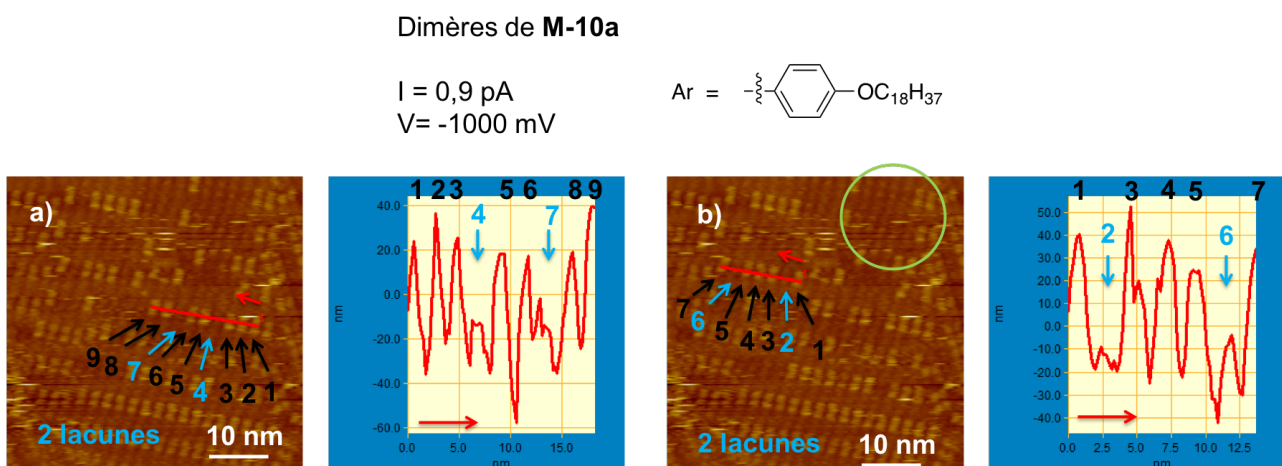 Dimères de M-10a
I = 0,9 pA
V= -1000 mV
Ar = OC18H37
a)
9 8 7 6 5 4 3 2 1
2 lacunes
10 nm
1 2 3 4 5 6 7 8 9
40.0
20.0
0.0
-20.0
-40.0
-60.0
nm
0.0 5.0 10.0 15.0
nm
b)
7 6 5 4 3 2 1
2 lacunes
10 nm
1 2 3 4 5 6 7
50.0
40.0
30.0
20.0
10.0
0.0
-10.0
-20.0
-30.0
-40.0
nm
0.0 2.5 5.0 7.5 10.0 12.5
nm